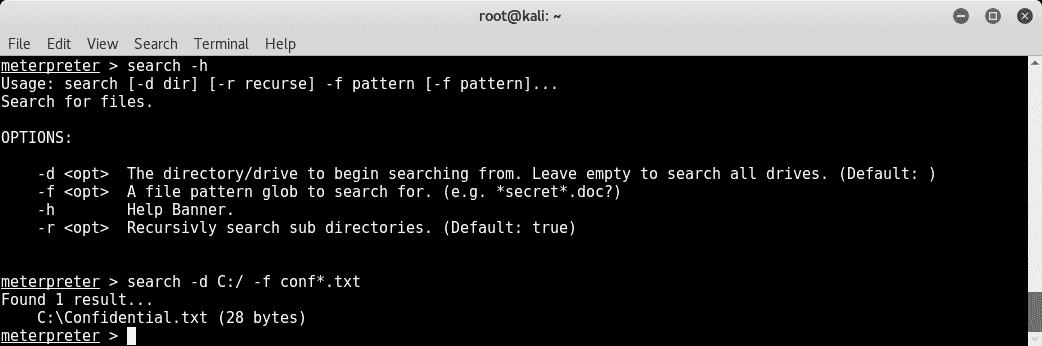 root@kali: ~
File Edit View Search Terminal Help
meterpreter > search -h
Usage: search [-d dir] [-r recurse] -f pattern [-f pattern]...
Search for files.
OPTIONS:
-d <opt> The directory/drive to begin searching from. Leave empty to search all drives. (Default: )
-f <opt> A file pattern glob to search for. (e.g. *secret*.doc?)
-h Help Banner.
-r <opt> Recursivly search sub directories. (Default: true)
meterpreter > search -d C:/ -f conf*.txt
Found 1 result...
C:\Confidential.txt (28 bytes)
meterpreter >